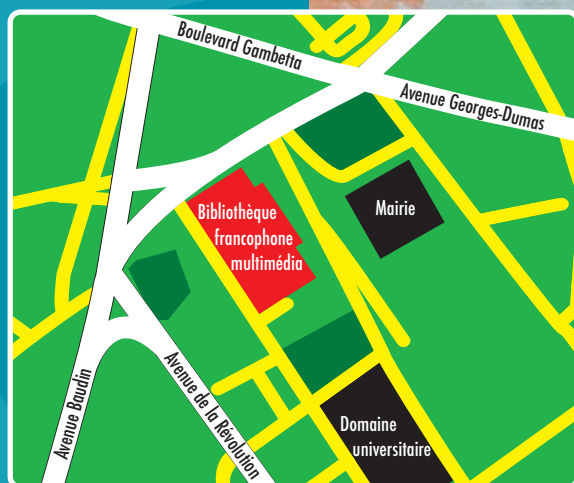 Boulevard Gambetta
Avenue Georges-Dumas
Bibliothèque
francophone
multimédia
Mairie
Avenue Baudin
Avenue de la Révolution
Domaine
universitaire